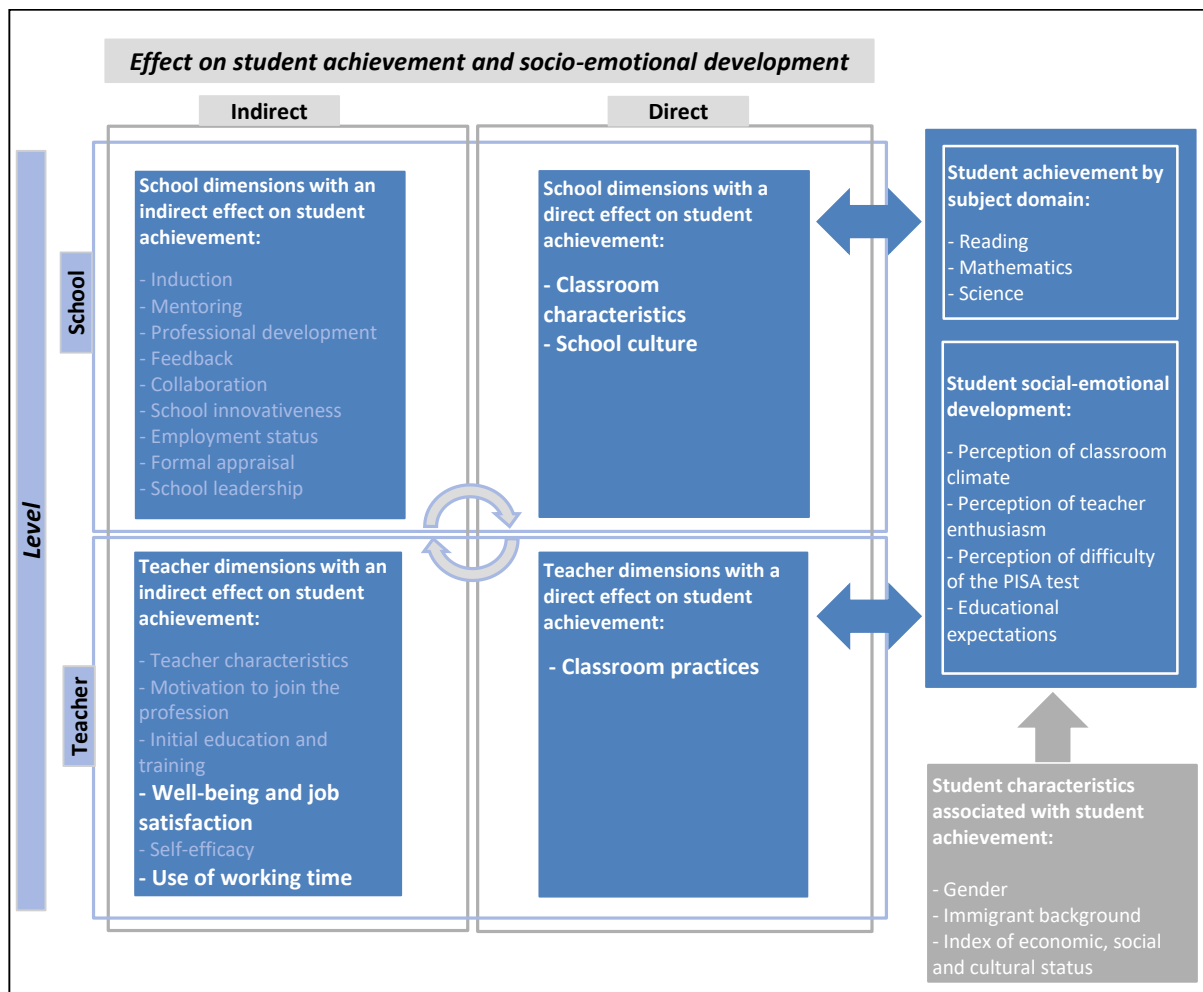 Effect on student achievement and socio-emotional development
Indirect
Direct
Level
School
School dimensions with an
indirect effect on student
achievement:
- Induction
- Mentoring
- Professional development
- Feedback
- Collaboration
- School innovativeness
- Employment status
- Formal appraisal
- School leadership
School dimensions with a
direct effect on student
achievement:
- Classroom
characteristics
- School culture
Student achievement by
subject domain:
- Reading
- Mathematics
- Science
Student social-emotional
development:
- Perception of classroom
climate
- Perception of teacher
enthusiasm
- Perception of difficulty
of the PISA test
- Educational
expectations
Teacher
Teacher dimensions with an
indirect effect on student
achievement:
- Teacher characteristics
- Motivation to join the
profession
- Initial education and
training
- Well-being and job
satisfaction
- Self-efficacy
- Use of working time
Teacher dimensions with a
direct effect on student
achievement:
- Classroom practices
Student characteristics
associated with student
achievement:
- Gender
- Immigrant background
- Index of economic, social
and cultural status